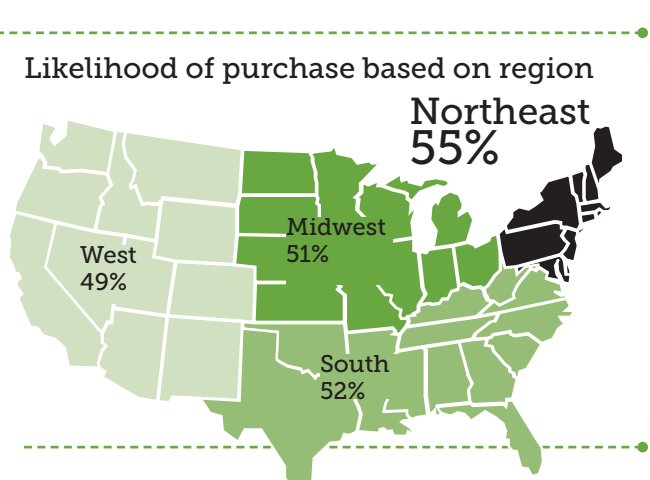 Likelihood of purchase based on region
Northeast
55%
Midwest
51%
West
49%
South
52%